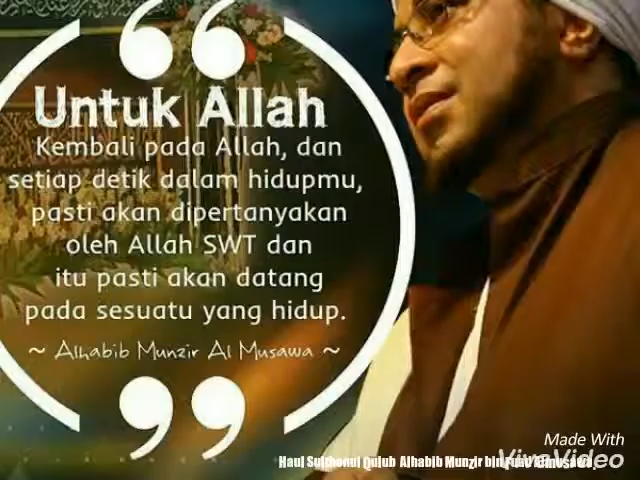 Untuk Allah
Kembali pada Allah, dan
setiap detik dalam hidupmu,
pasti akan dipertanyakan
oleh Allah SWT dan
itu pasti akan datang
pada sesuatu yang hidup.
~ Alhabib Munzir Al Musawa ~
Made With
VivaVideo
Haul Sulthonul Qulub Alhabib Munzir bin Fuad Almusawa